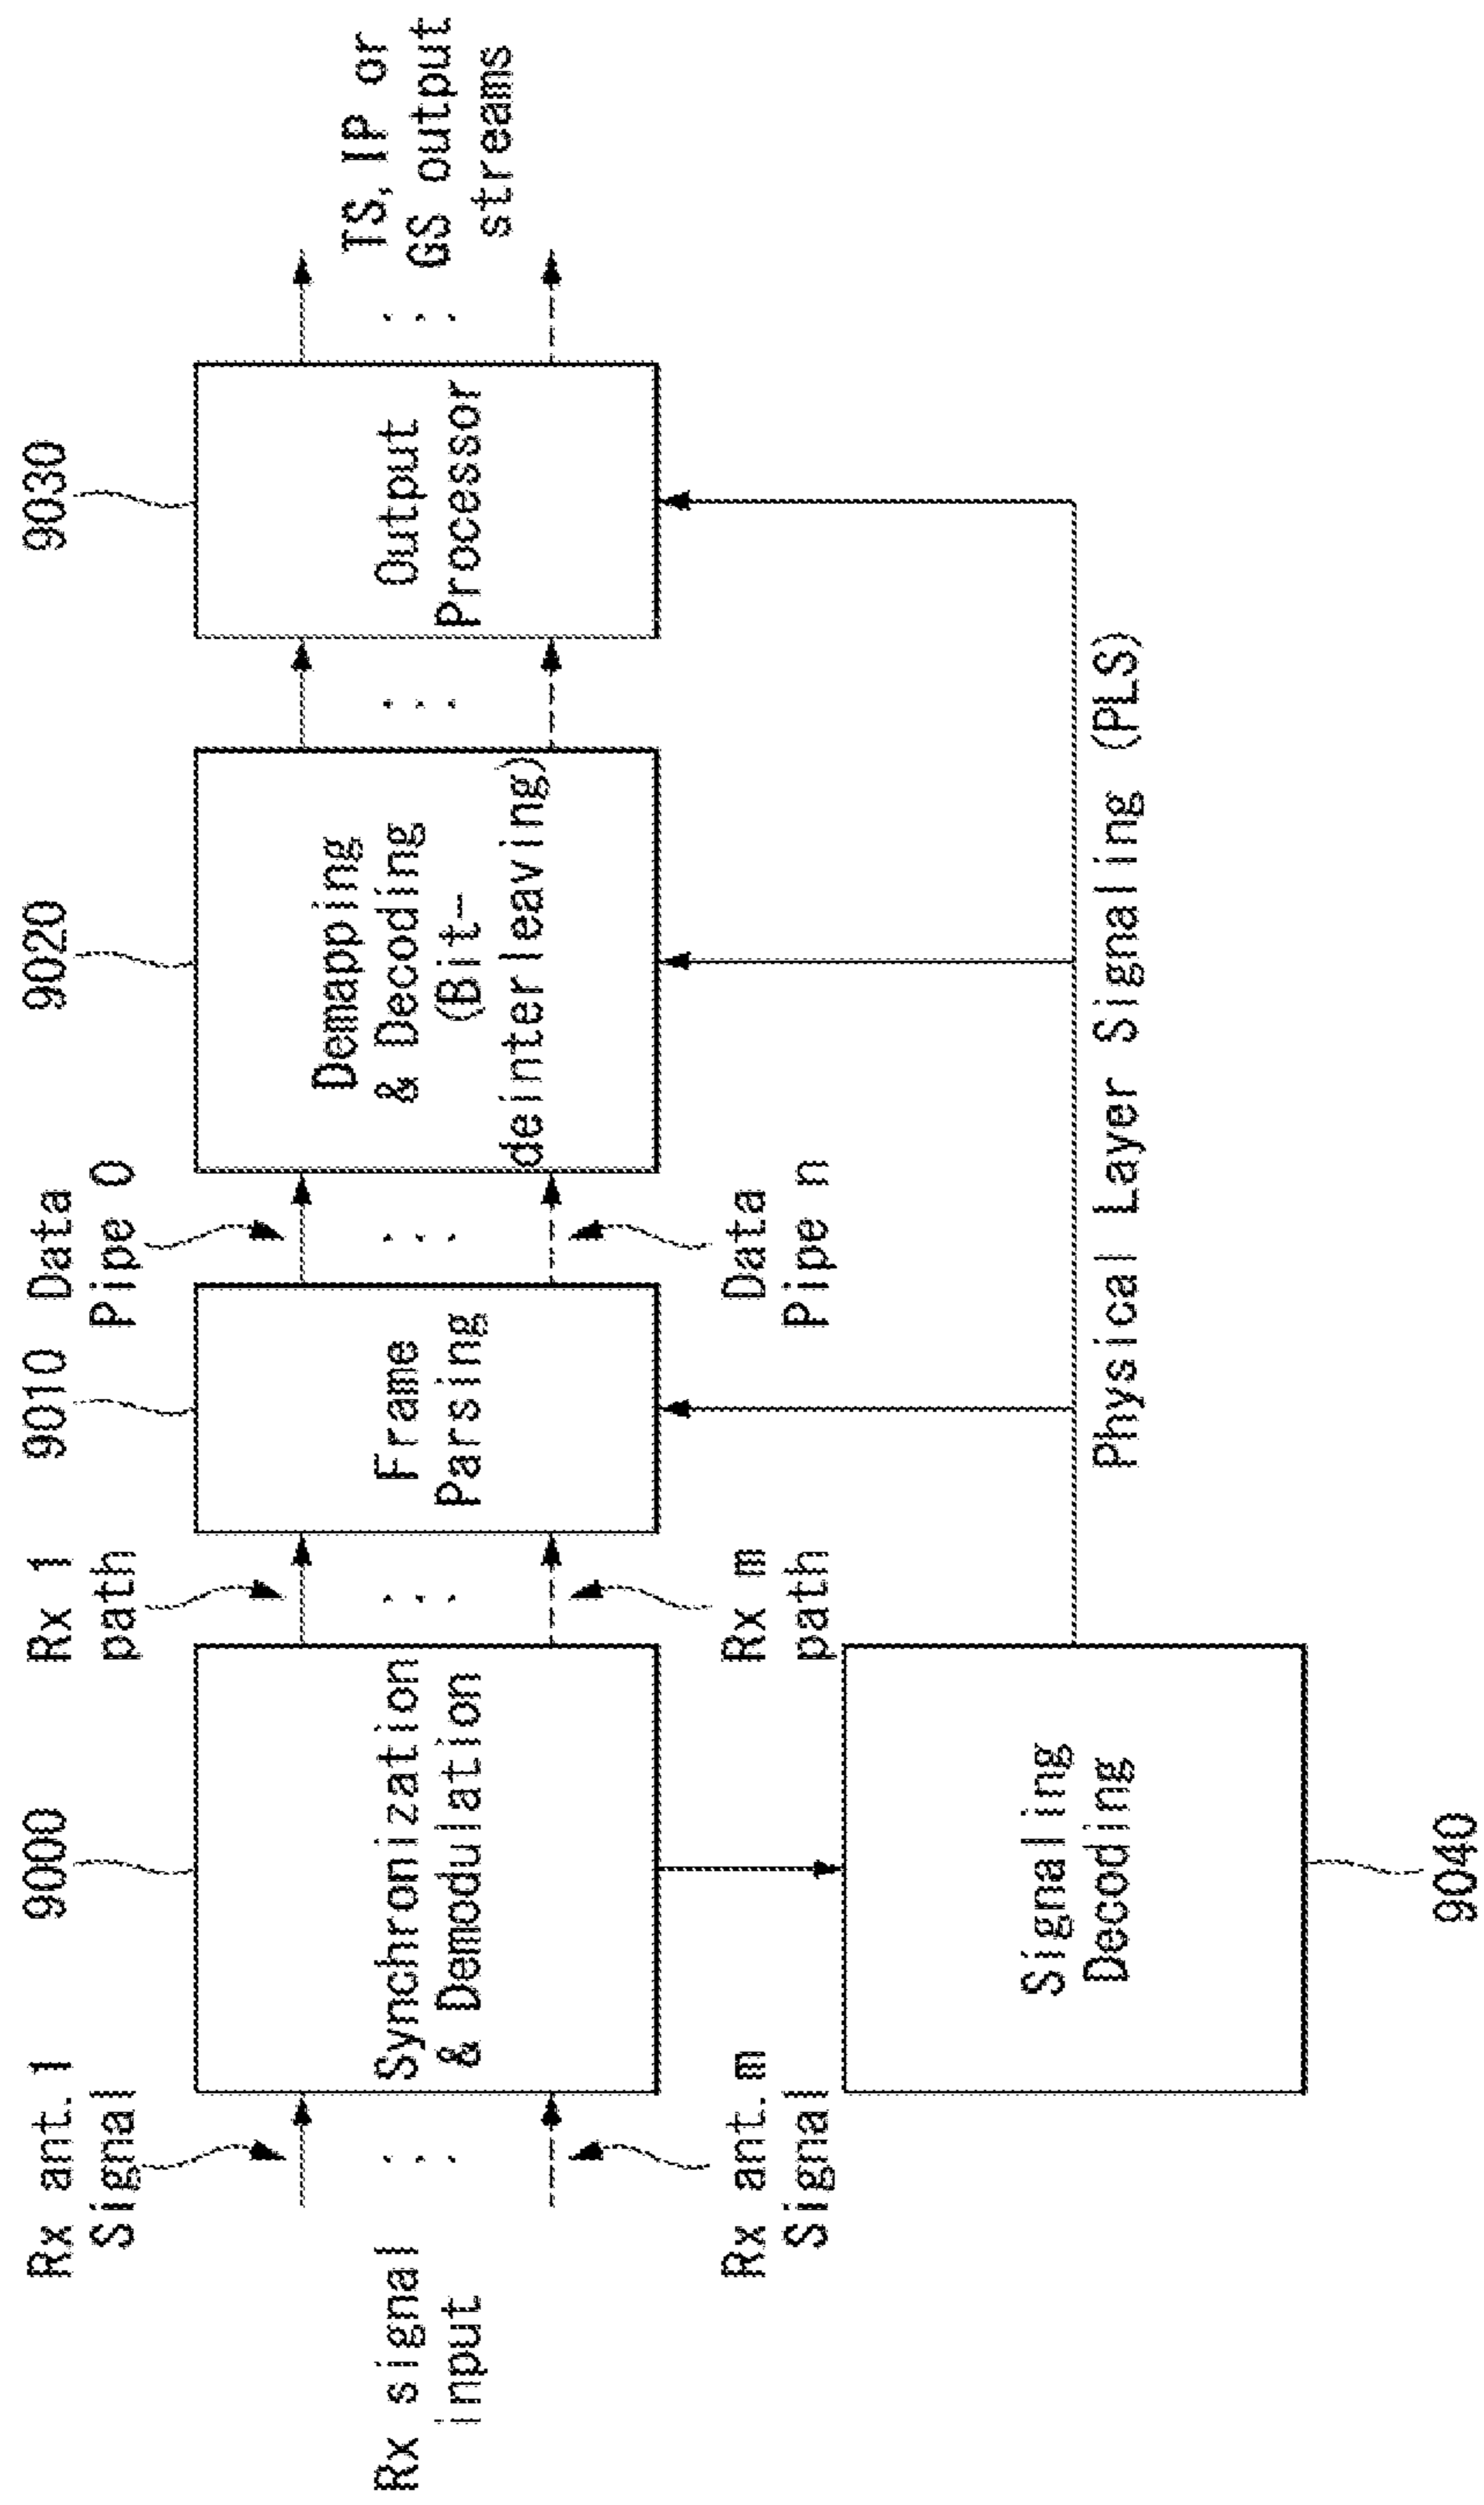 9000
9010
9020
9030
Rx ant.1
Signal
Rx 1
path
Data
Pipe 0
Rx signal
input
Synchronization
& Demodulation
Frame
Parsing
Demapping
& Decoding
(Bit-
deinterleaving)
Output
Processor
TS, IP or
GS output
streams
Rx ant.m
Signal
Rx m
path
Data
Pipe n
Signaling
Decoding
Physical Layer Signaling (PLS)
9040